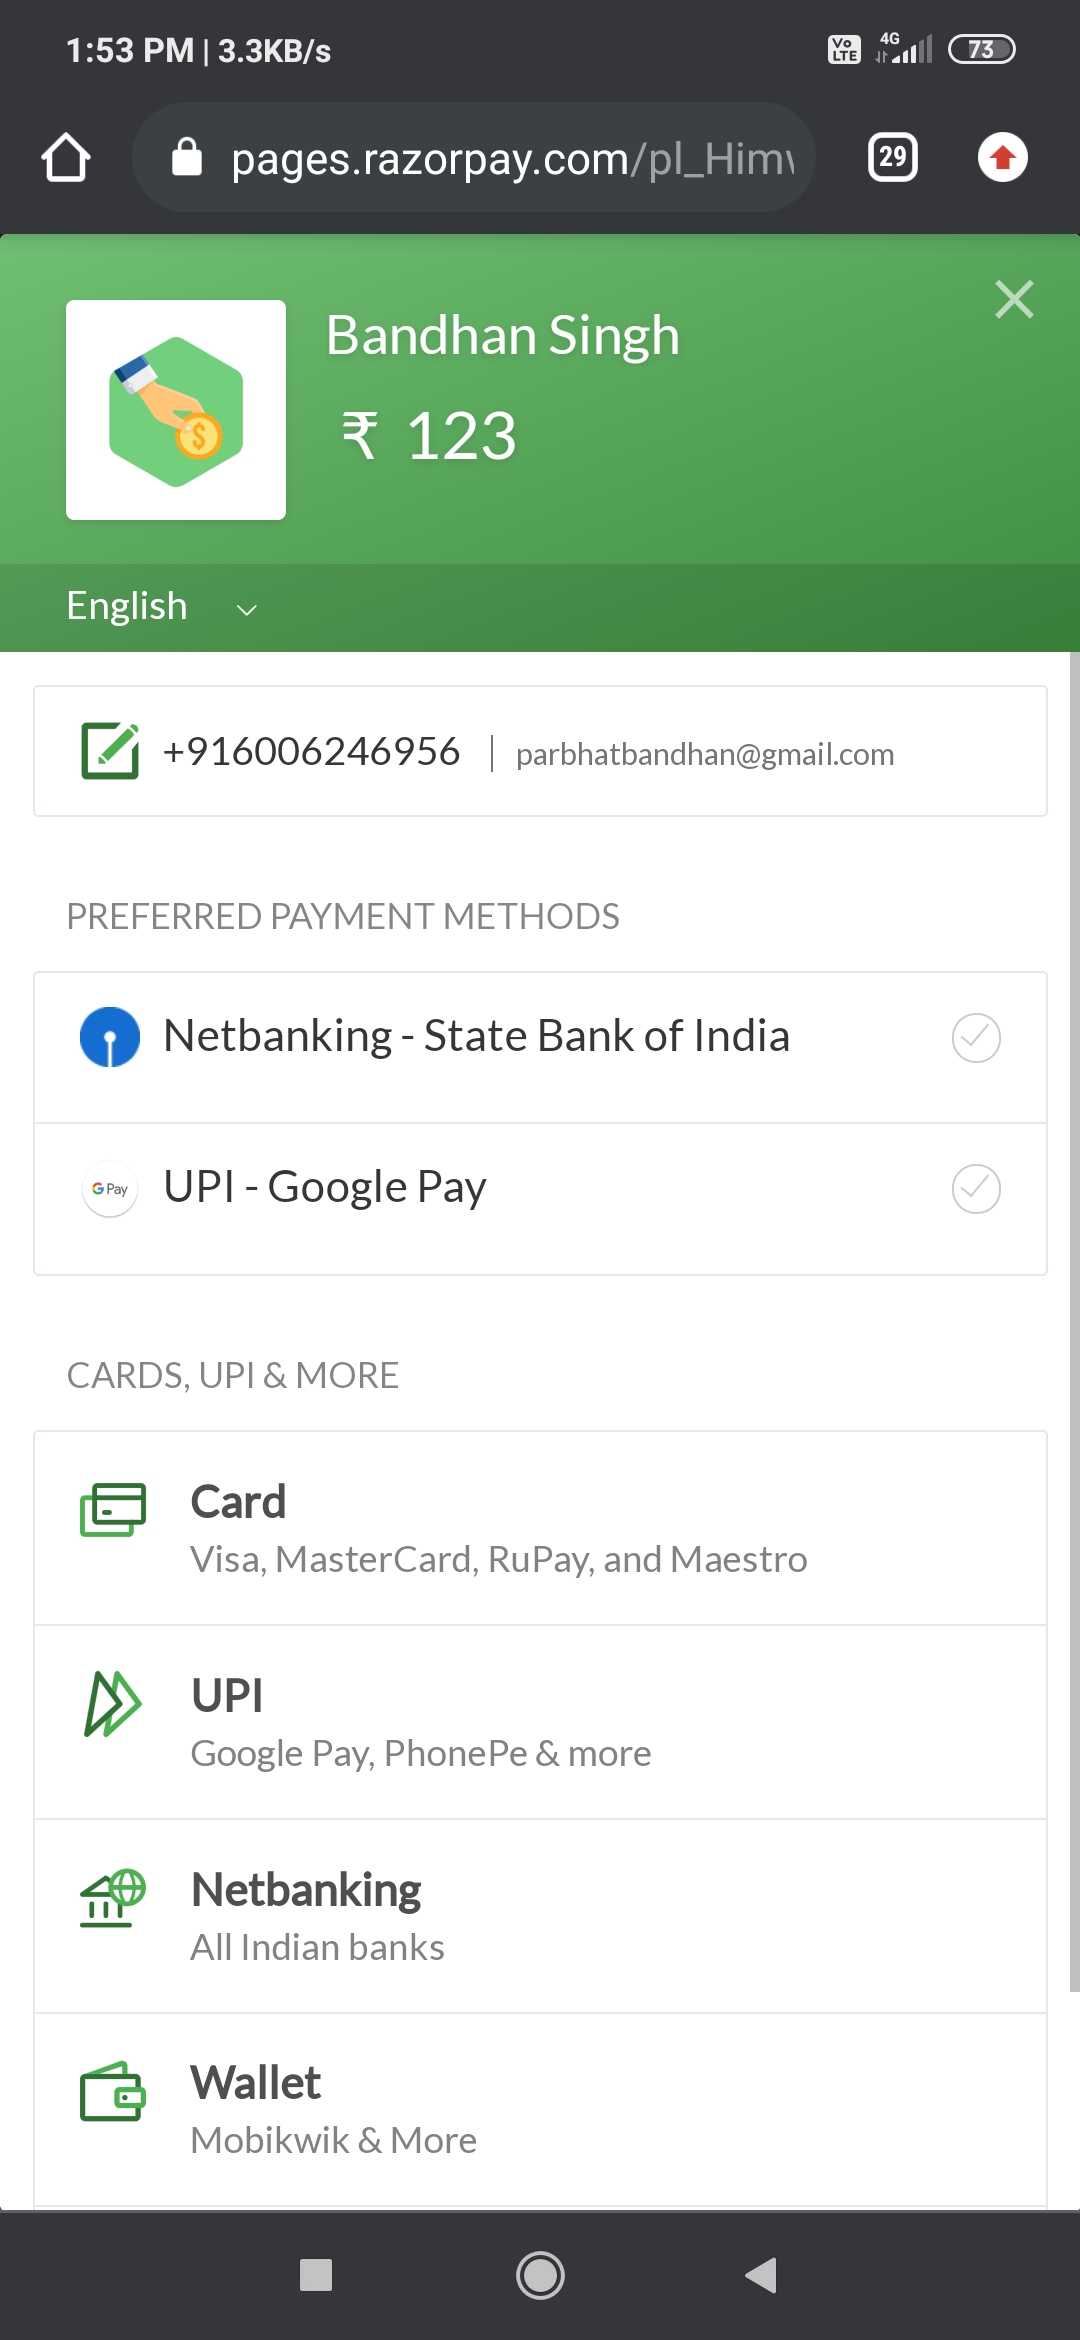 1:53 PM | 3.3KB/s
Vo LTE 4G 73
pages.razorpay.com/pl_Him
29
Bandhan Singh
₹ 123
$
English
+916006246956 | parbhatbandhan@gmail.com
PREFERRED PAYMENT METHODS
Netbanking - State Bank of India
G Pay UPI - Google Pay
CARDS, UPI & MORE
Card
Visa, MasterCard, RuPay, and Maestro
UPI
Google Pay, PhonePe & more
Netbanking
All Indian banks
Wallet
Mobikwik & More